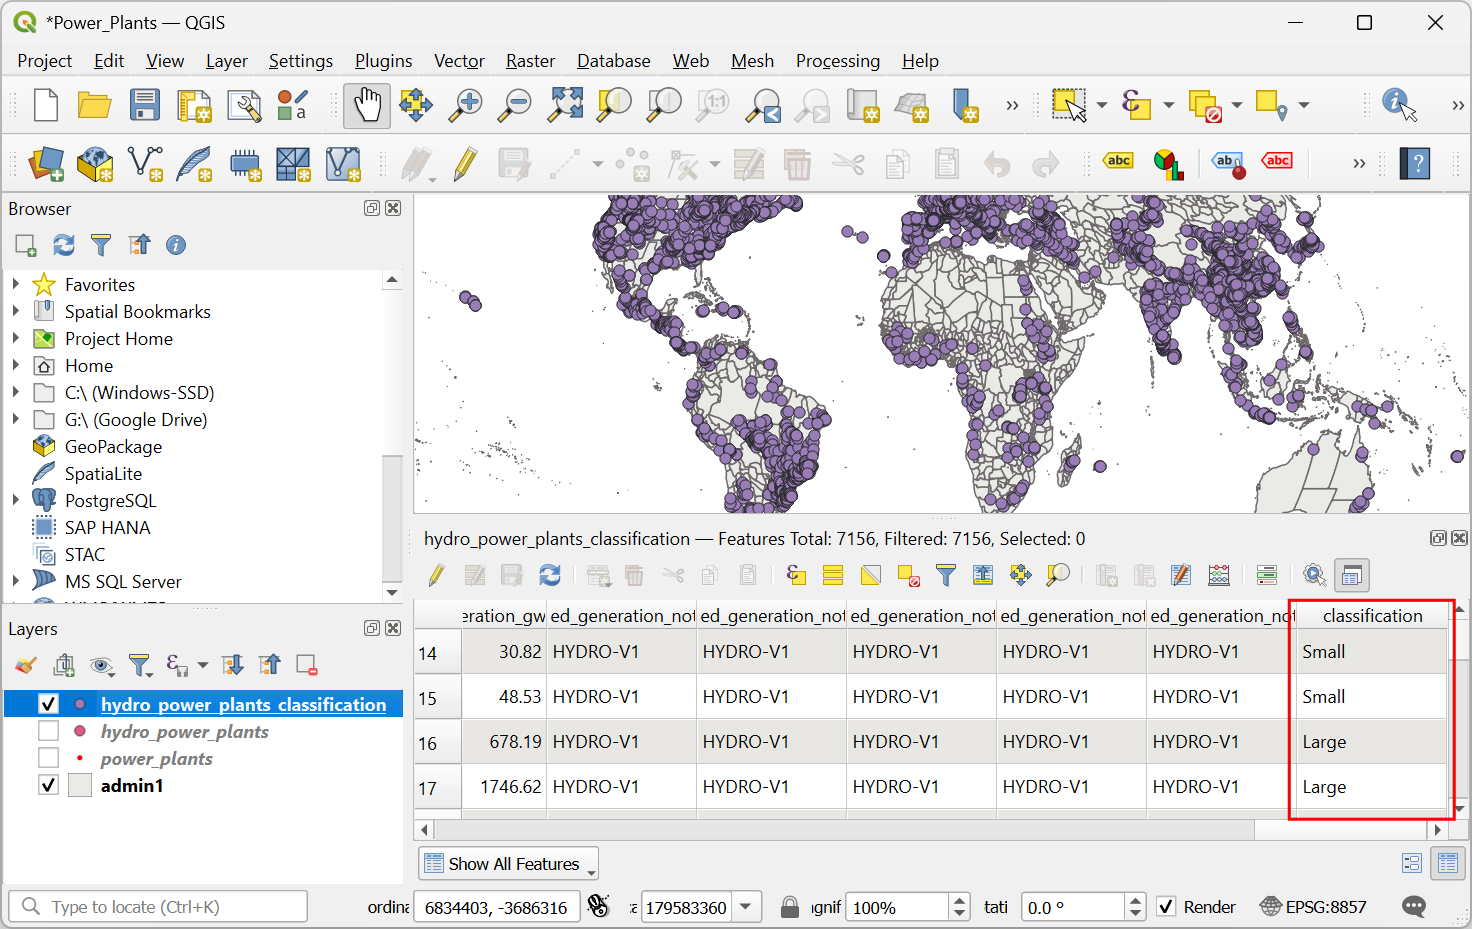 *Power_Plants — QGIS
Project Edit View Layer Settings Plugins Vector Raster Database Web Mesh Processing Help
a
1:1
»
»
abc
ab
abc
»
?
Browser
Favorites
Spatial Bookmarks
Project Home
Home
C:\ (Windows-SSD)
G:\ (Google Drive)
GeoPackage
SpatiaLite
PostgreSQL
SAP HANA
STAC
MS SQL Server
Layers
hydro_power_plants_classification
hydro_power_plants
power_plants
admin1
hydro_power_plants_classification — Features Total: 7156, Filtered: 7156, Selected: 0
eration_gw ed_generation_not ed_generation_not ed_generation_not ed_generation_not ed_generation_not classification
14 30.82 HYDRO-V1 HYDRO-V1 HYDRO-V1 HYDRO-V1 HYDRO-V1 Small
15 48.53 HYDRO-V1 HYDRO-V1 HYDRO-V1 HYDRO-V1 HYDRO-V1 Small
16 678.19 HYDRO-V1 HYDRO-V1 HYDRO-V1 HYDRO-V1 HYDRO-V1 Large
17 1746.62 HYDRO-V1 HYDRO-V1 HYDRO-V1 HYDRO-V1 HYDRO-V1 Large
Show All Features
Type to locate (Ctrl+K) ordina 6834403, -3686316 179583360 agnif 100% tati 0.0 ° Render EPSG:8857